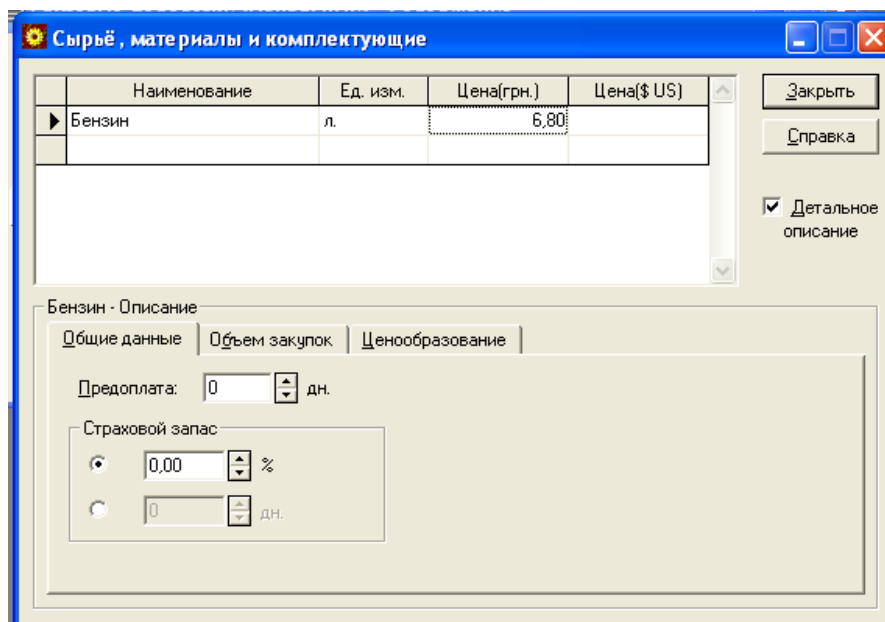 Сырьё , материалы и комплектующие
Наименование Ед. изм. Цена(грн.) Цена($ US)
Бензин л. 6,80
Закрыть
Справка
Детальное
описание
Бензин - Описание
Общие данные Объем закупок Ценообразование
Предоплата: 0 дн.
Страховой запас
0,00 %
0 дн.